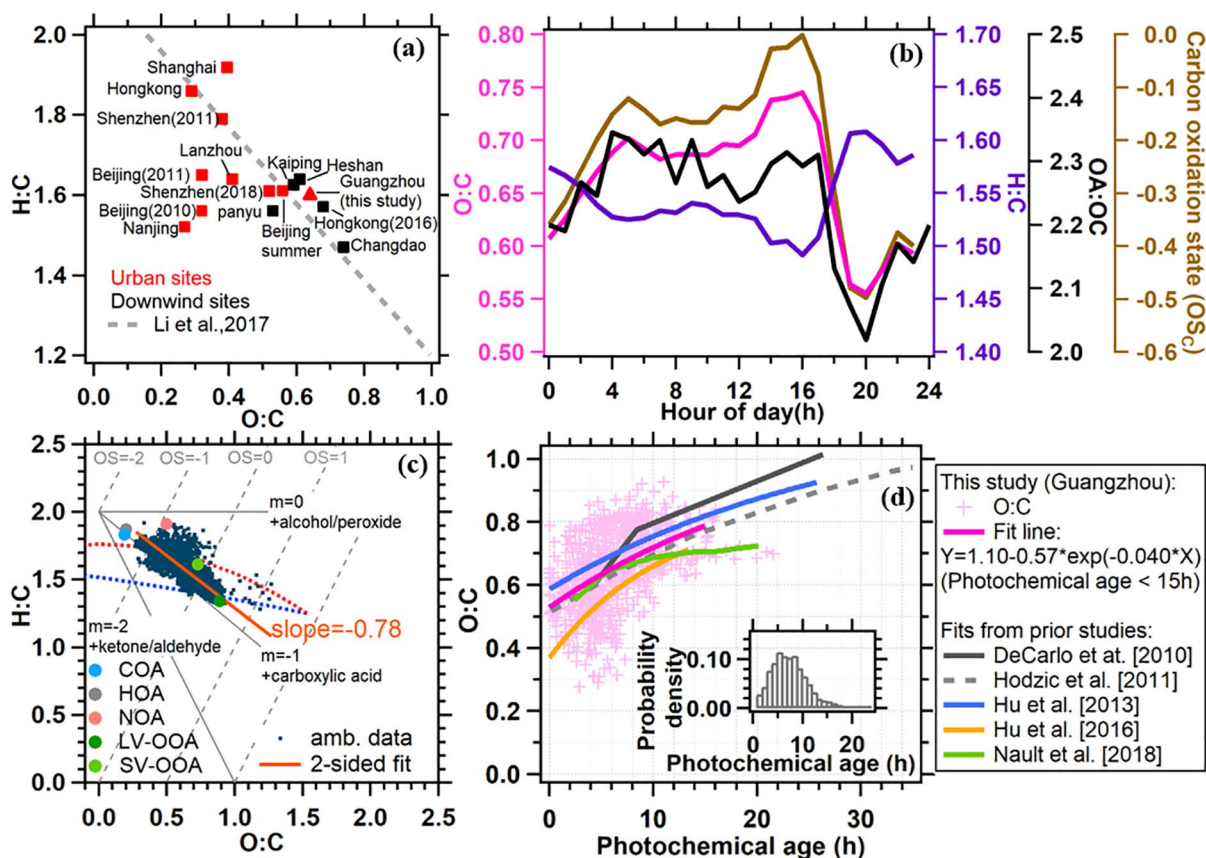 (a)
2.0
1.8
1.6
1.4
1.2
H:C
0.0
0.2
0.4
0.6
0.8
1.0
O:C
Shanghai
Hongkong
Shenzhen(2011)
Lanzhou
Kaiping
Heshan
Beijing(2011)
Guangzhou
(this study)
Shenzhen(2018)
Beijing(2010)
panyu
Hongkong(2016)
Nanjing
Beijing
summer
Changdao
Urban sites
Downwind sites
Li et al.,2017
(b)
0.80
0.75
0.70
0.65
0.60
0.55
0.50
O:C
0
4
8
12
16
20
24
Hour of day(h)
1.70
1.60
1.50
1.50
1.45
1.40
H:C
2.5
2.4
2.3
2.2
2.1
2.0
OA:OC
0.0
-0.1
-0.2
-0.3
-0.4
-0.5
-0.6
Carbon oxidation state (OSc)
(c)
2.5
2.0
1.5
1.0
0.5
0.0
H:C
0.0
0.5
1.0
1.5
2.0
2.5
O:C
OS=-2
OS=-1
OS=0
OS=1
m=0
+alcohol/peroxide
m=-2
+ketone/aldehyde
slope=-0.78
m=-1
+carboxylic acid
COA
HOA
NOA
LV-OOA
SV-OOA
amb. data
2-sided fit
(d)
1.0
0.8
0.6
0.4
0.2
0.0
O:C
0
10
20
30
Photochemical age (h)
Probability
density
0.10
0.00
0
10
20
Photochemical age (h)
This study (Guangzhou):
O:C
Fit line:
Y=1.10-0.57*exp(-0.040*X)
(Photochemical age < 15h)
Fits from prior studies:
DeCarlo et at. [2010]
Hodzic et al. [2011]
Hu et al. [2013]
Hu et al. [2016]
Nault et al. [2018]